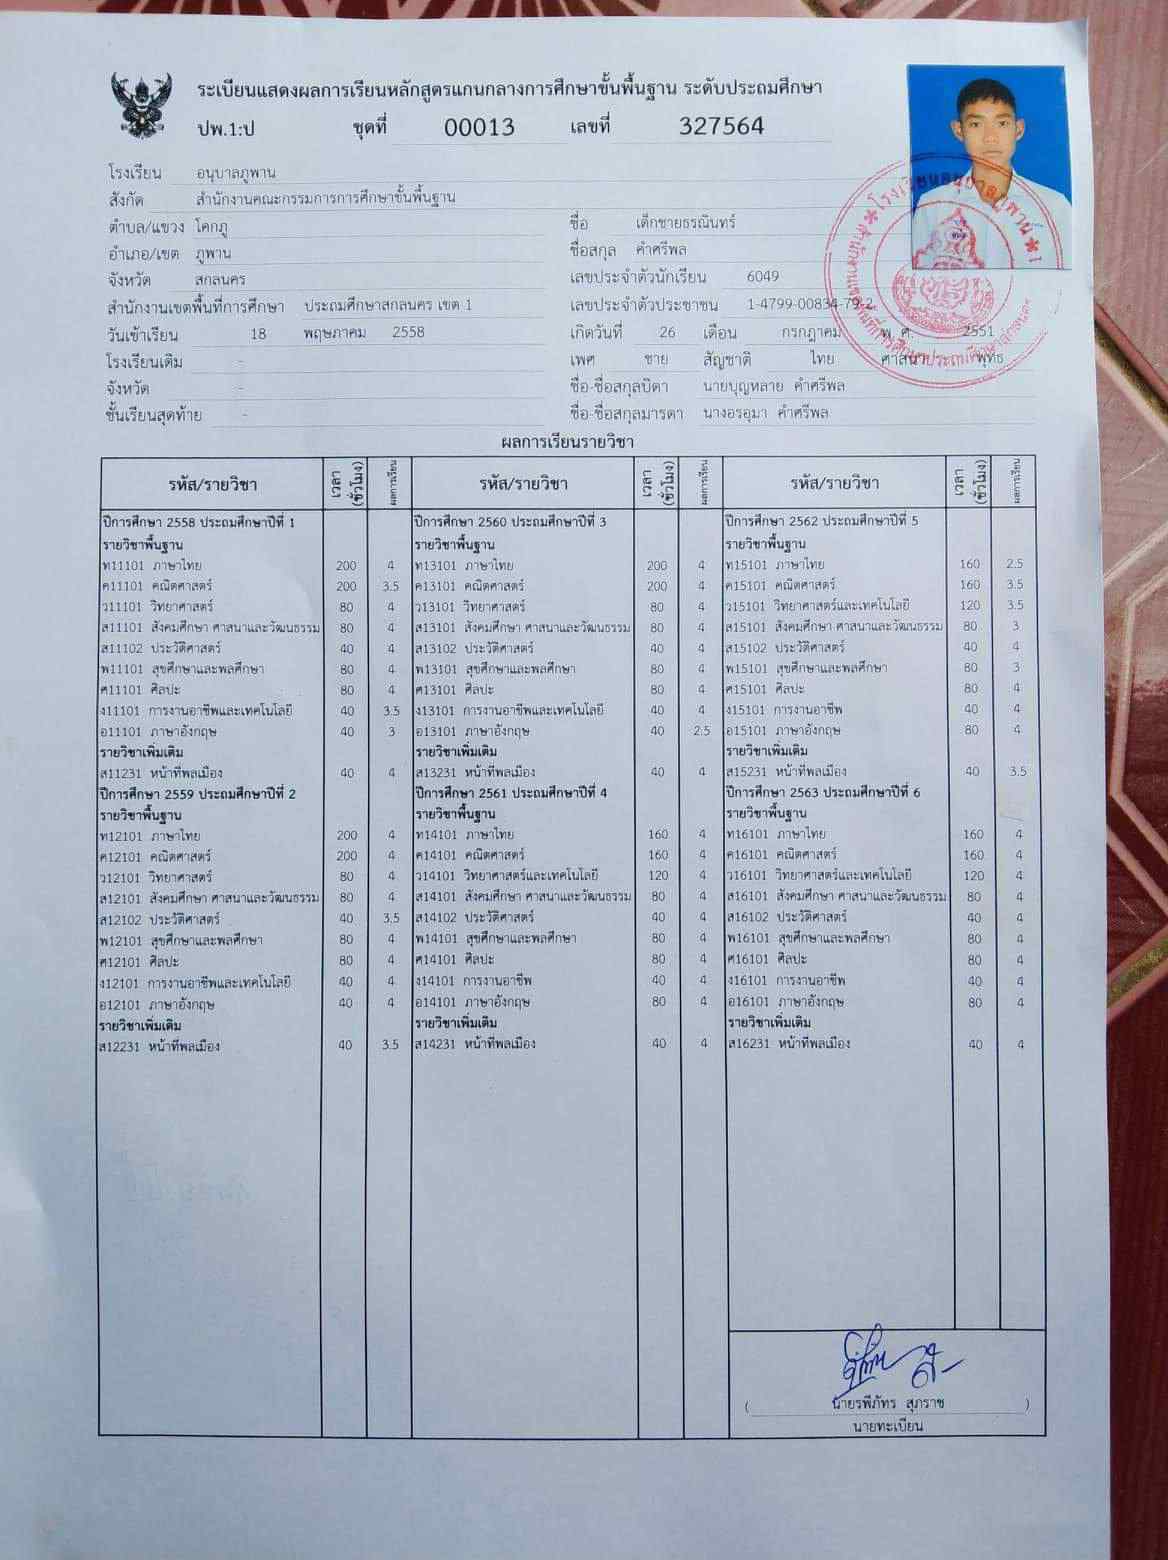 ระเบียนแสดงผลการเรียนหลักสูตรแกนกลางการศึกษาขั้นพื้นฐาน ระดับประถมศึกษา
ปพ.1:ป ชุดที่ 00013 เลขที่ 327564
โรงเรียน อนุบาลภูพาน
สังกัด สำนักงานคณะกรรมการการศึกษาขั้นพื้นฐาน
ตำบล/แขวง โคกภู
อำเภอ/เขต ภูพาน
จังหวัด สกลนคร
สำนักงานเขตพื้นที่การศึกษา ประถมศึกษาสกลนคร เขต 1
วันเข้าเรียน 18 พฤษภาคม 2558
โรงเรียนเดิม -
จังหวัด -
ชั้นเรียนสุดท้าย -
ชื่อ เด็กชายธรณินทร์
ชื่อสกุล คำศรีพล
เลขประจำตัวนักเรียน 6049
เลขประจำตัวประชาชน 1-4799-00834-79-2
เกิดวันที่ 26 เดือน กรกฎาคม พ.ศ. 2551
เพศ ชาย สัญชาติ ไทย ศาสนา พุทธ
ชื่อ-ชื่อสกุลบิดา นายบุญหลาย คำศรีพล
ชื่อ-ชื่อสกุลมารดา นางอรอุมา คำศรีพล
ผลการเรียนรายวิชา
รหัส/รายวิชา เวลา (ชั่วโมง) ผลการเรียน
ปีการศึกษา 2558 ประถมศึกษาปีที่ 1
รายวิชาพื้นฐาน
ท11101 ภาษาไทย 200 4
ค11101 คณิตศาสตร์ 200 3.5
ว11101 วิทยาศาสตร์ 80 4
ส11101 สังคมศึกษา ศาสนาและวัฒนธรรม 80 4
ส11102 ประวัติศาสตร์ 40 4
พ11101 สุขศึกษาและพลศึกษา 80 4
ศ11101 ศิลปะ 80 4
ง11101 การงานอาชีพและเทคโนโลยี 40 3.5
อ11101 ภาษาอังกฤษ 40 3
รายวิชาเพิ่มเติม
ส11231 หน้าที่พลเมือง 40 4
ปีการศึกษา 2559 ประถมศึกษาปีที่ 2
รายวิชาพื้นฐาน
ท12101 ภาษาไทย 200 4
ค12101 คณิตศาสตร์ 200 4
ว12101 วิทยาศาสตร์ 80 4
ส12101 สังคมศึกษา ศาสนาและวัฒนธรรม 80 4
ส12102 ประวัติศาสตร์ 40 3.5
พ12101 สุขศึกษาและพลศึกษา 80 4
ศ12101 ศิลปะ 80 4
ง12101 การงานอาชีพและเทคโนโลยี 40 4
อ12101 ภาษาอังกฤษ 40 4
รายวิชาเพิ่มเติม
ส12231 หน้าที่พลเมือง 40 3.5
รหัส/รายวิชา เวลา (ชั่วโมง) ผลการเรียน
ปีการศึกษา 2560 ประถมศึกษาปีที่ 3
รายวิชาพื้นฐาน
ท13101 ภาษาไทย 200 4
ค13101 คณิตศาสตร์ 200 4
ว13101 วิทยาศาสตร์ 80 4
ส13101 สังคมศึกษา ศาสนาและวัฒนธรรม 80 4
ส13102 ประวัติศาสตร์ 40 4
พ13101 สุขศึกษาและพลศึกษา 80 4
ศ13101 ศิลปะ 80 4
ง13101 การงานอาชีพและเทคโนโลยี 40 4
อ13101 ภาษาอังกฤษ 40 2.5
รายวิชาเพิ่มเติม
ส13231 หน้าที่พลเมือง 40 4
ปีการศึกษา 2561 ประถมศึกษาปีที่ 4
รายวิชาพื้นฐาน
ท14101 ภาษาไทย 160 4
ค14101 คณิตศาสตร์ 160 4
ว14101 วิทยาศาสตร์และเทคโนโลยี 120 4
ส14101 สังคมศึกษา ศาสนาและวัฒนธรรม 80 4
ส14102 ประวัติศาสตร์ 40 4
พ14101 สุขศึกษาและพลศึกษา 80 4
ศ14101 ศิลปะ 80 4
ง14101 การงานอาชีพ 40 4
อ14101 ภาษาอังกฤษ 80 4
รายวิชาเพิ่มเติม
ส14231 หน้าที่พลเมือง 40 4
รหัส/รายวิชา เวลา (ชั่วโมง) ผลการเรียน
ปีการศึกษา 2562 ประถมศึกษาปีที่ 5
รายวิชาพื้นฐาน
ท15101 ภาษาไทย 160 2.5
ค15101 คณิตศาสตร์ 160 3.5
ว15101 วิทยาศาสตร์และเทคโนโลยี 120 3.5
ส15101 สังคมศึกษา ศาสนาและวัฒนธรรม 80 3
ส15102 ประวัติศาสตร์ 40 4
พ15101 สุขศึกษาและพลศึกษา 80 3
ศ15101 ศิลปะ 80 4
ง15101 การงานอาชีพ 40 4
อ15101 ภาษาอังกฤษ 80 4
รายวิชาเพิ่มเติม
ส15231 หน้าที่พลเมือง 40 3.5
ปีการศึกษา 2563 ประถมศึกษาปีที่ 6
รายวิชาพื้นฐาน
ท16101 ภาษาไทย 160 4
ค16101 คณิตศาสตร์ 160 4
ว16101 วิทยาศาสตร์และเทคโนโลยี 120 4
ส16101 สังคมศึกษา ศาสนาและวัฒนธรรม 80 4
ส16102 ประวัติศาสตร์ 40 4
พ16101 สุขศึกษาและพลศึกษา 80 4
ศ16101 ศิลปะ 80 4
ง16101 การงานอาชีพ 40 4
อ16101 ภาษาอังกฤษ 80 4
รายวิชาเพิ่มเติม
ส16231 หน้าที่พลเมือง 40 4
( นายรพีภัทร สุภราช )
นายทะเบียน